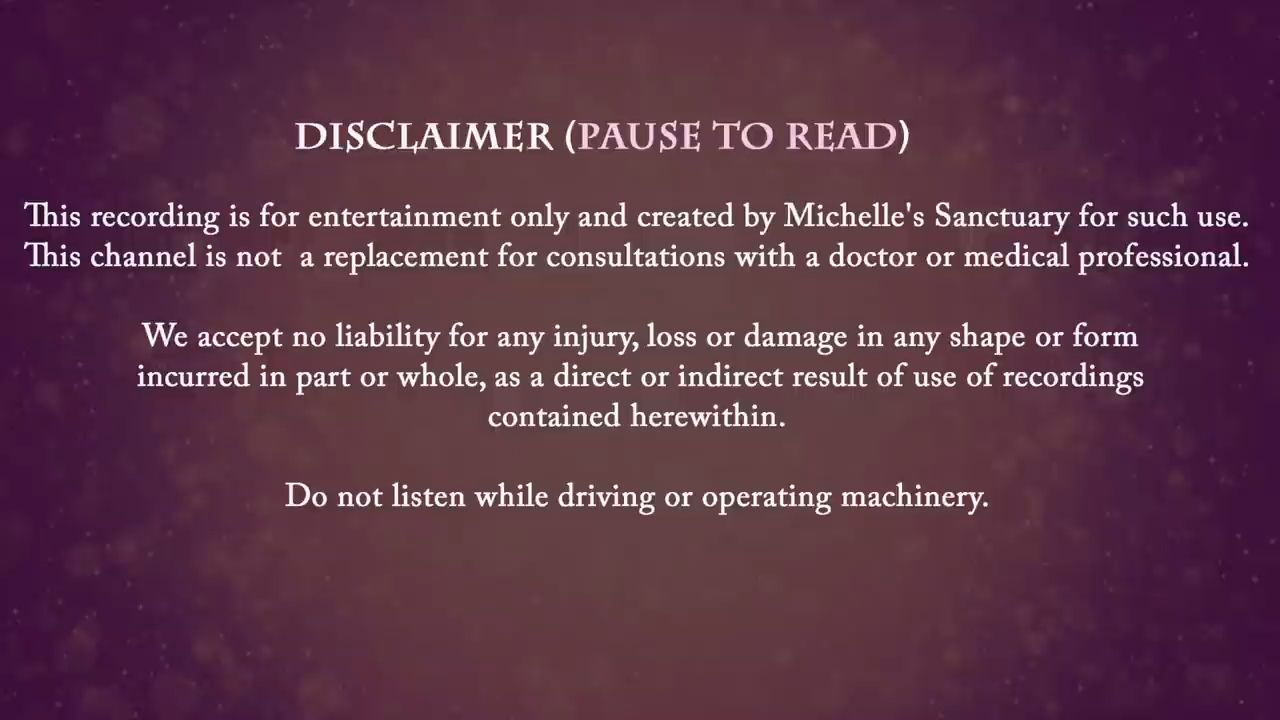 DISCLAIMER (PAUSE TO READ)
This recording is for entertainment only and created by Michelle's Sanctuary for such use.
This channel is not  a replacement for consultations with a doctor or medical professional.
We accept no liability for any injury, loss or damage in any shape or form
incurred in part or whole, as a direct or indirect result of use of recordings
contained herewithin.
Do not listen while driving or operating machinery.